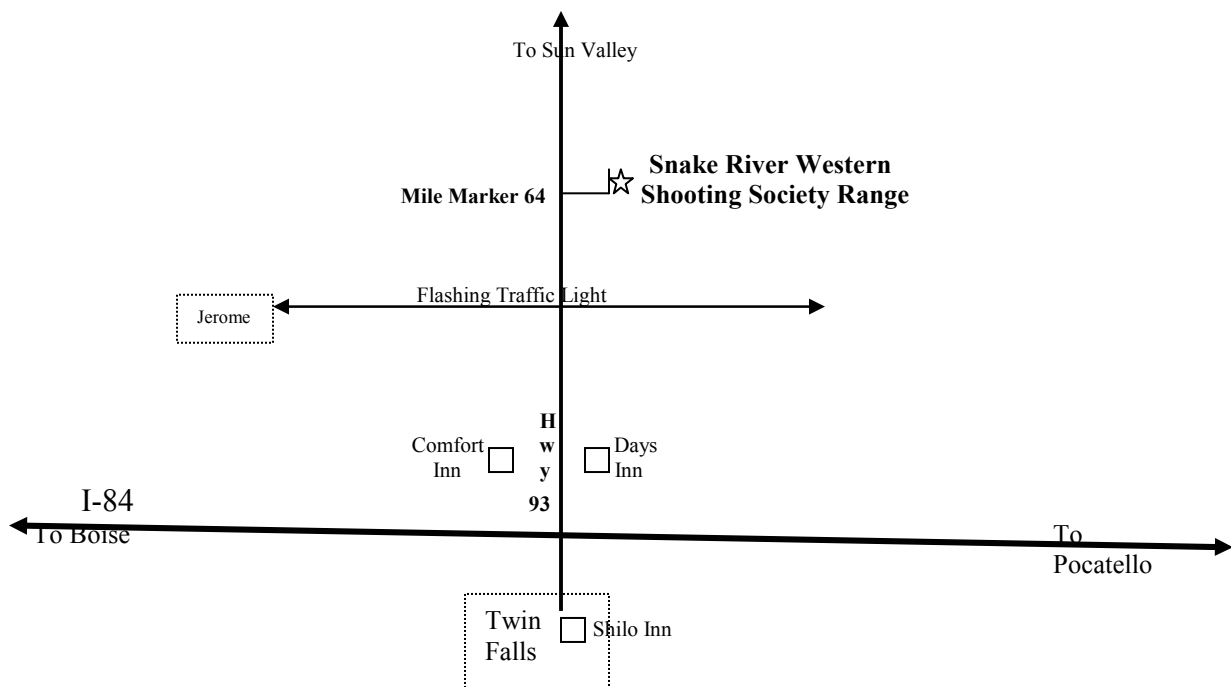 To Sun Valley
Snake River Western
Shooting Society Range
Mile Marker 64
Flashing Traffic Light
Jerome
H
w
y
93
Comfort
Inn
Days
Inn
I-84
To Boise
To
Pocatello
Twin
Falls
Shilo Inn